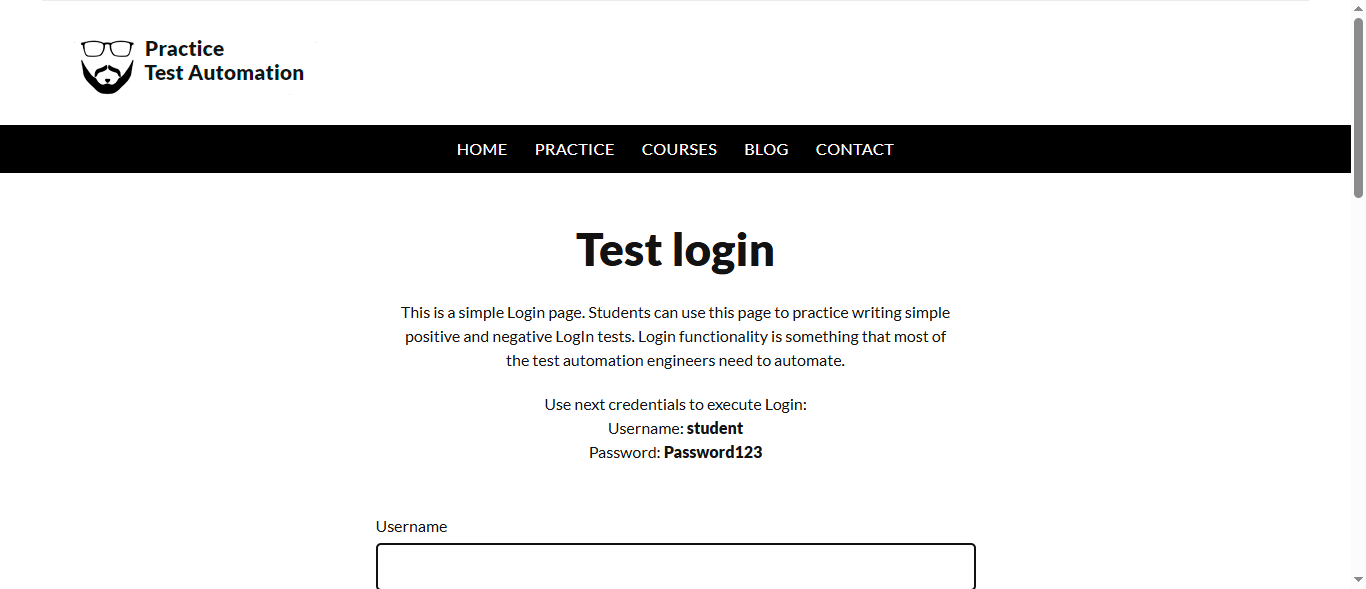 Practice
Test Automation
HOME PRACTICE COURSES BLOG CONTACT
Test login
This is a simple Login page. Students can use this page to practice writing simple
positive and negative LogIn tests. Login functionality is something that most of
the test automation engineers need to automate.
Use next credentials to execute Login:
Username: student
Password: Password123
Username